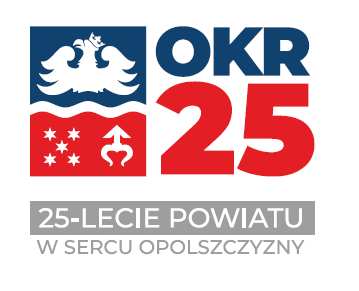 OKR
25
25-LECIE POWIATU
W SERCU OPOLSZCZYZNY